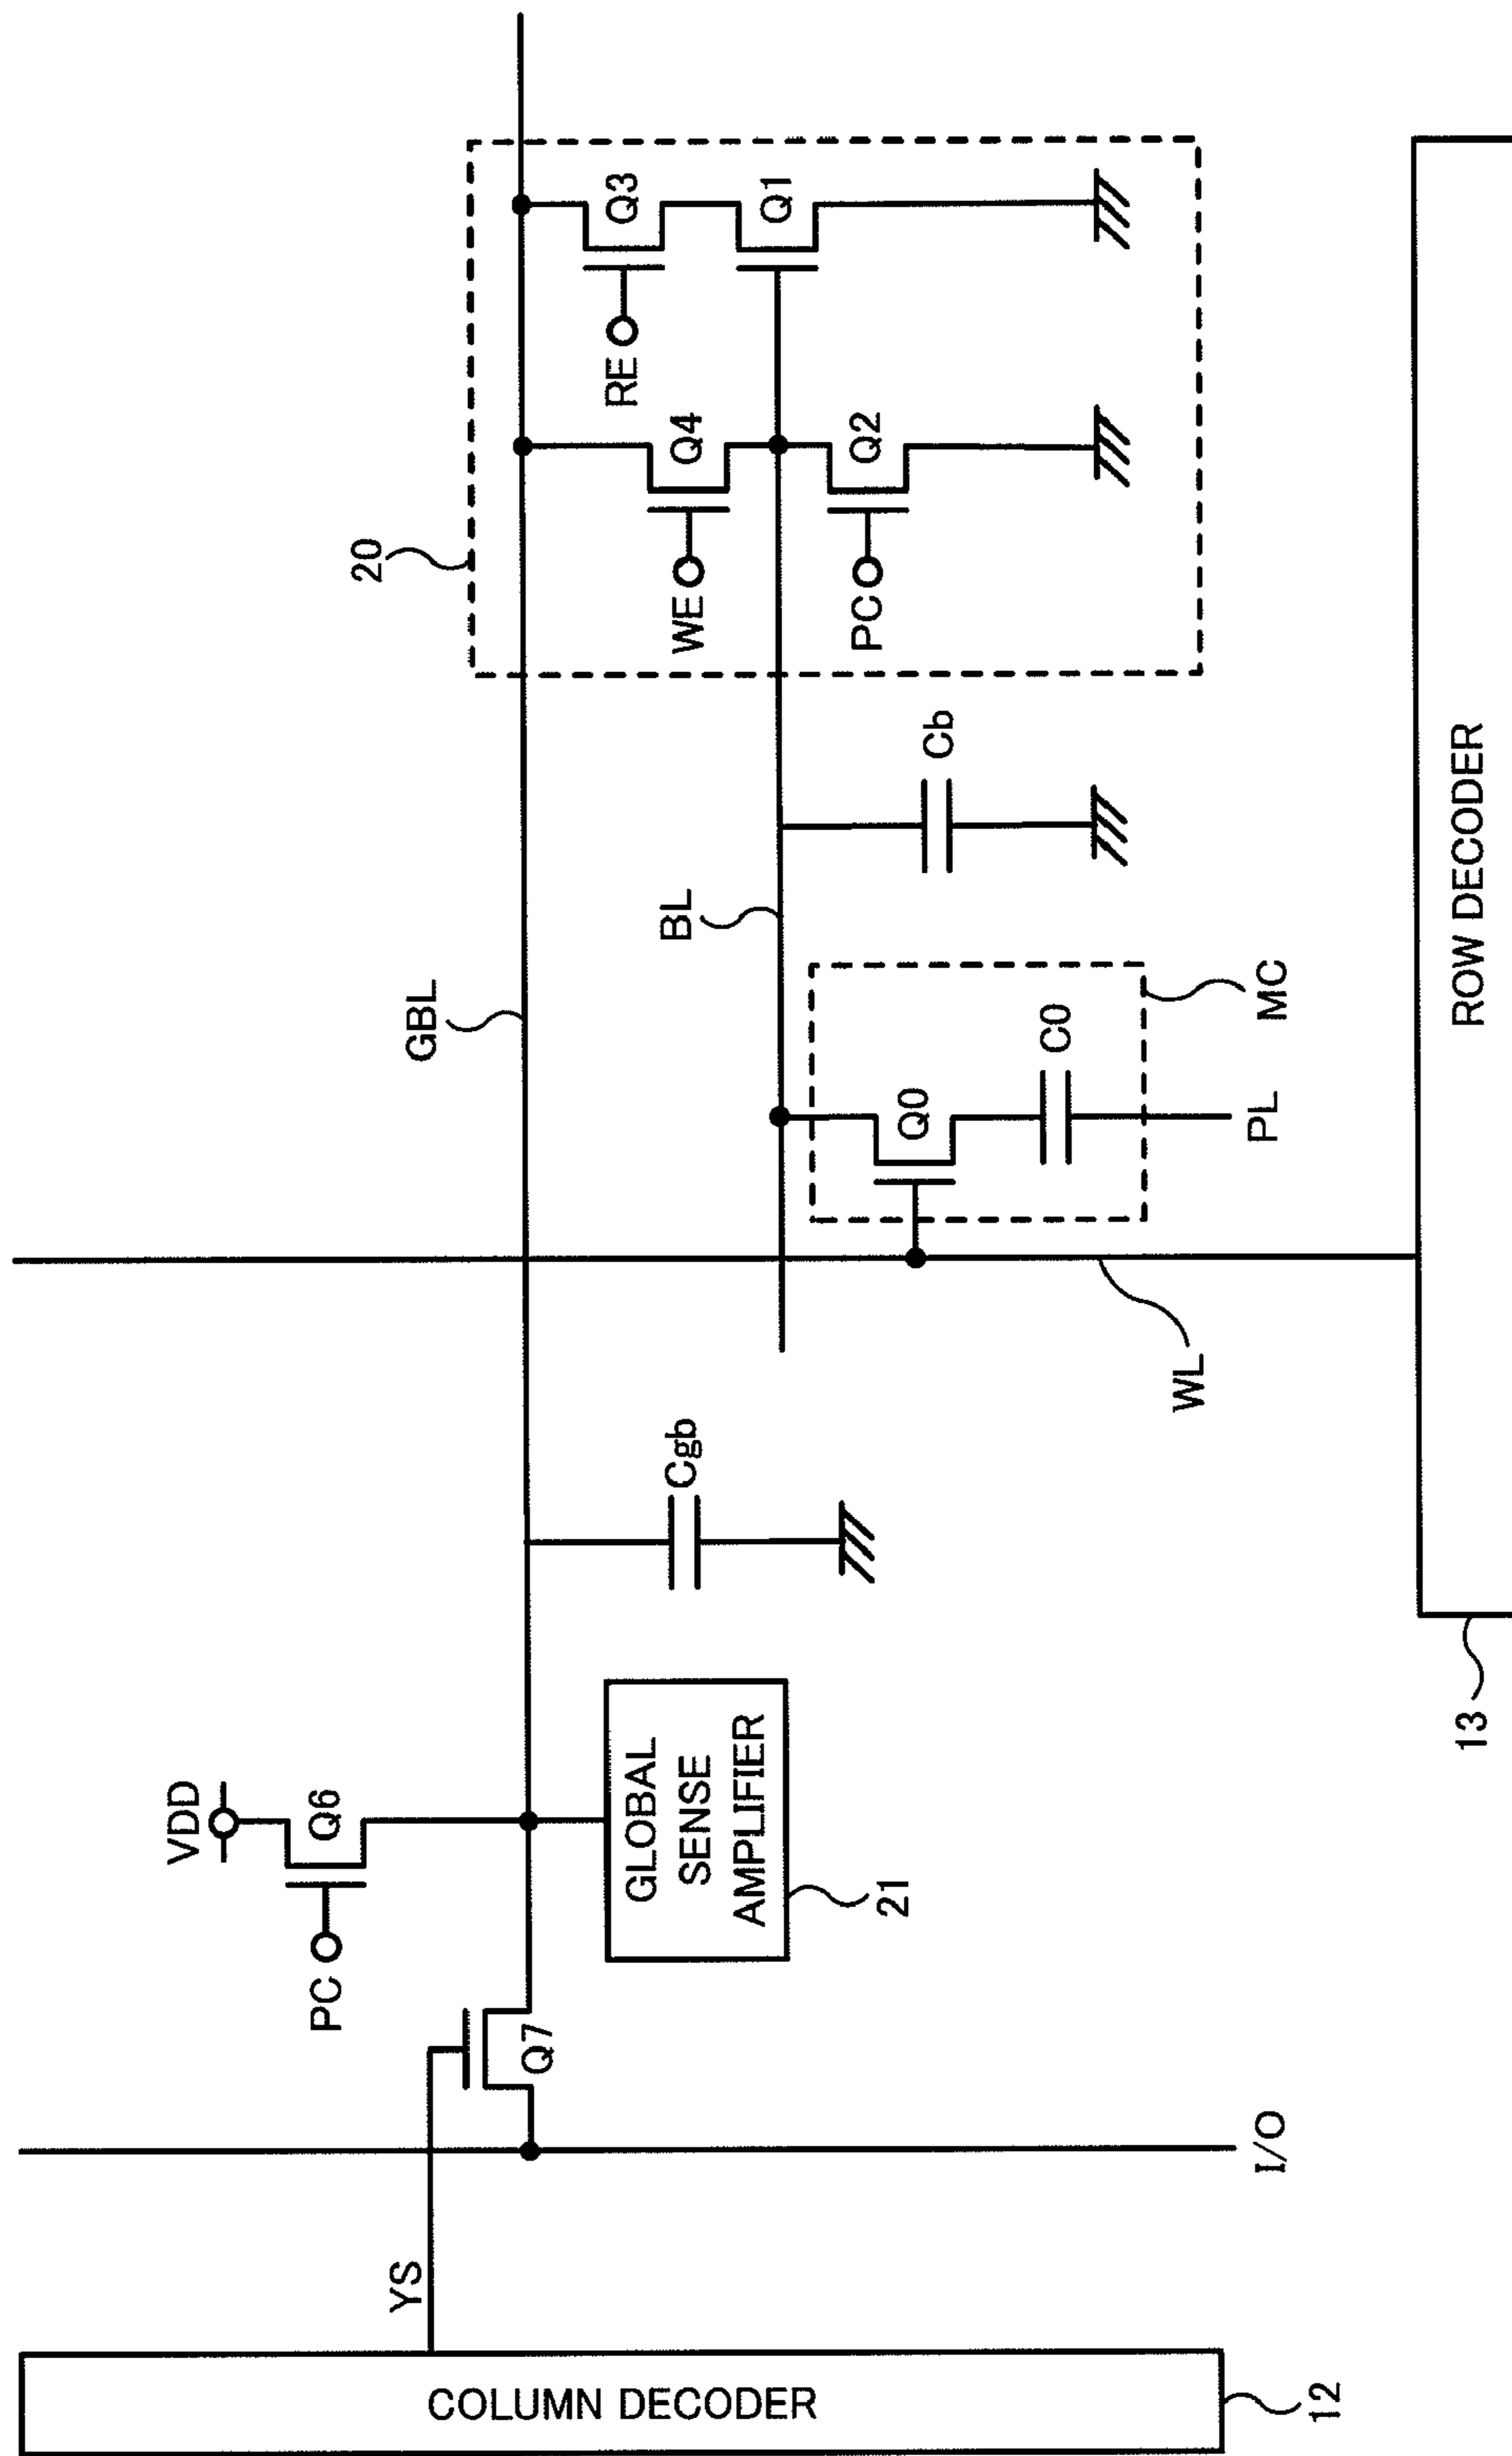 COLUMN DECODER
12
YS
I/O
Q7
PC
VDD
Q6
GLOBAL
SENSE
AMPLIFIER
21
Cgb
GBL
WL
BL
Q0
C0
PL
MC
Cb
20
WE
Q4
PC
Q2
RE
Q3
Q1
ROW DECODER
13